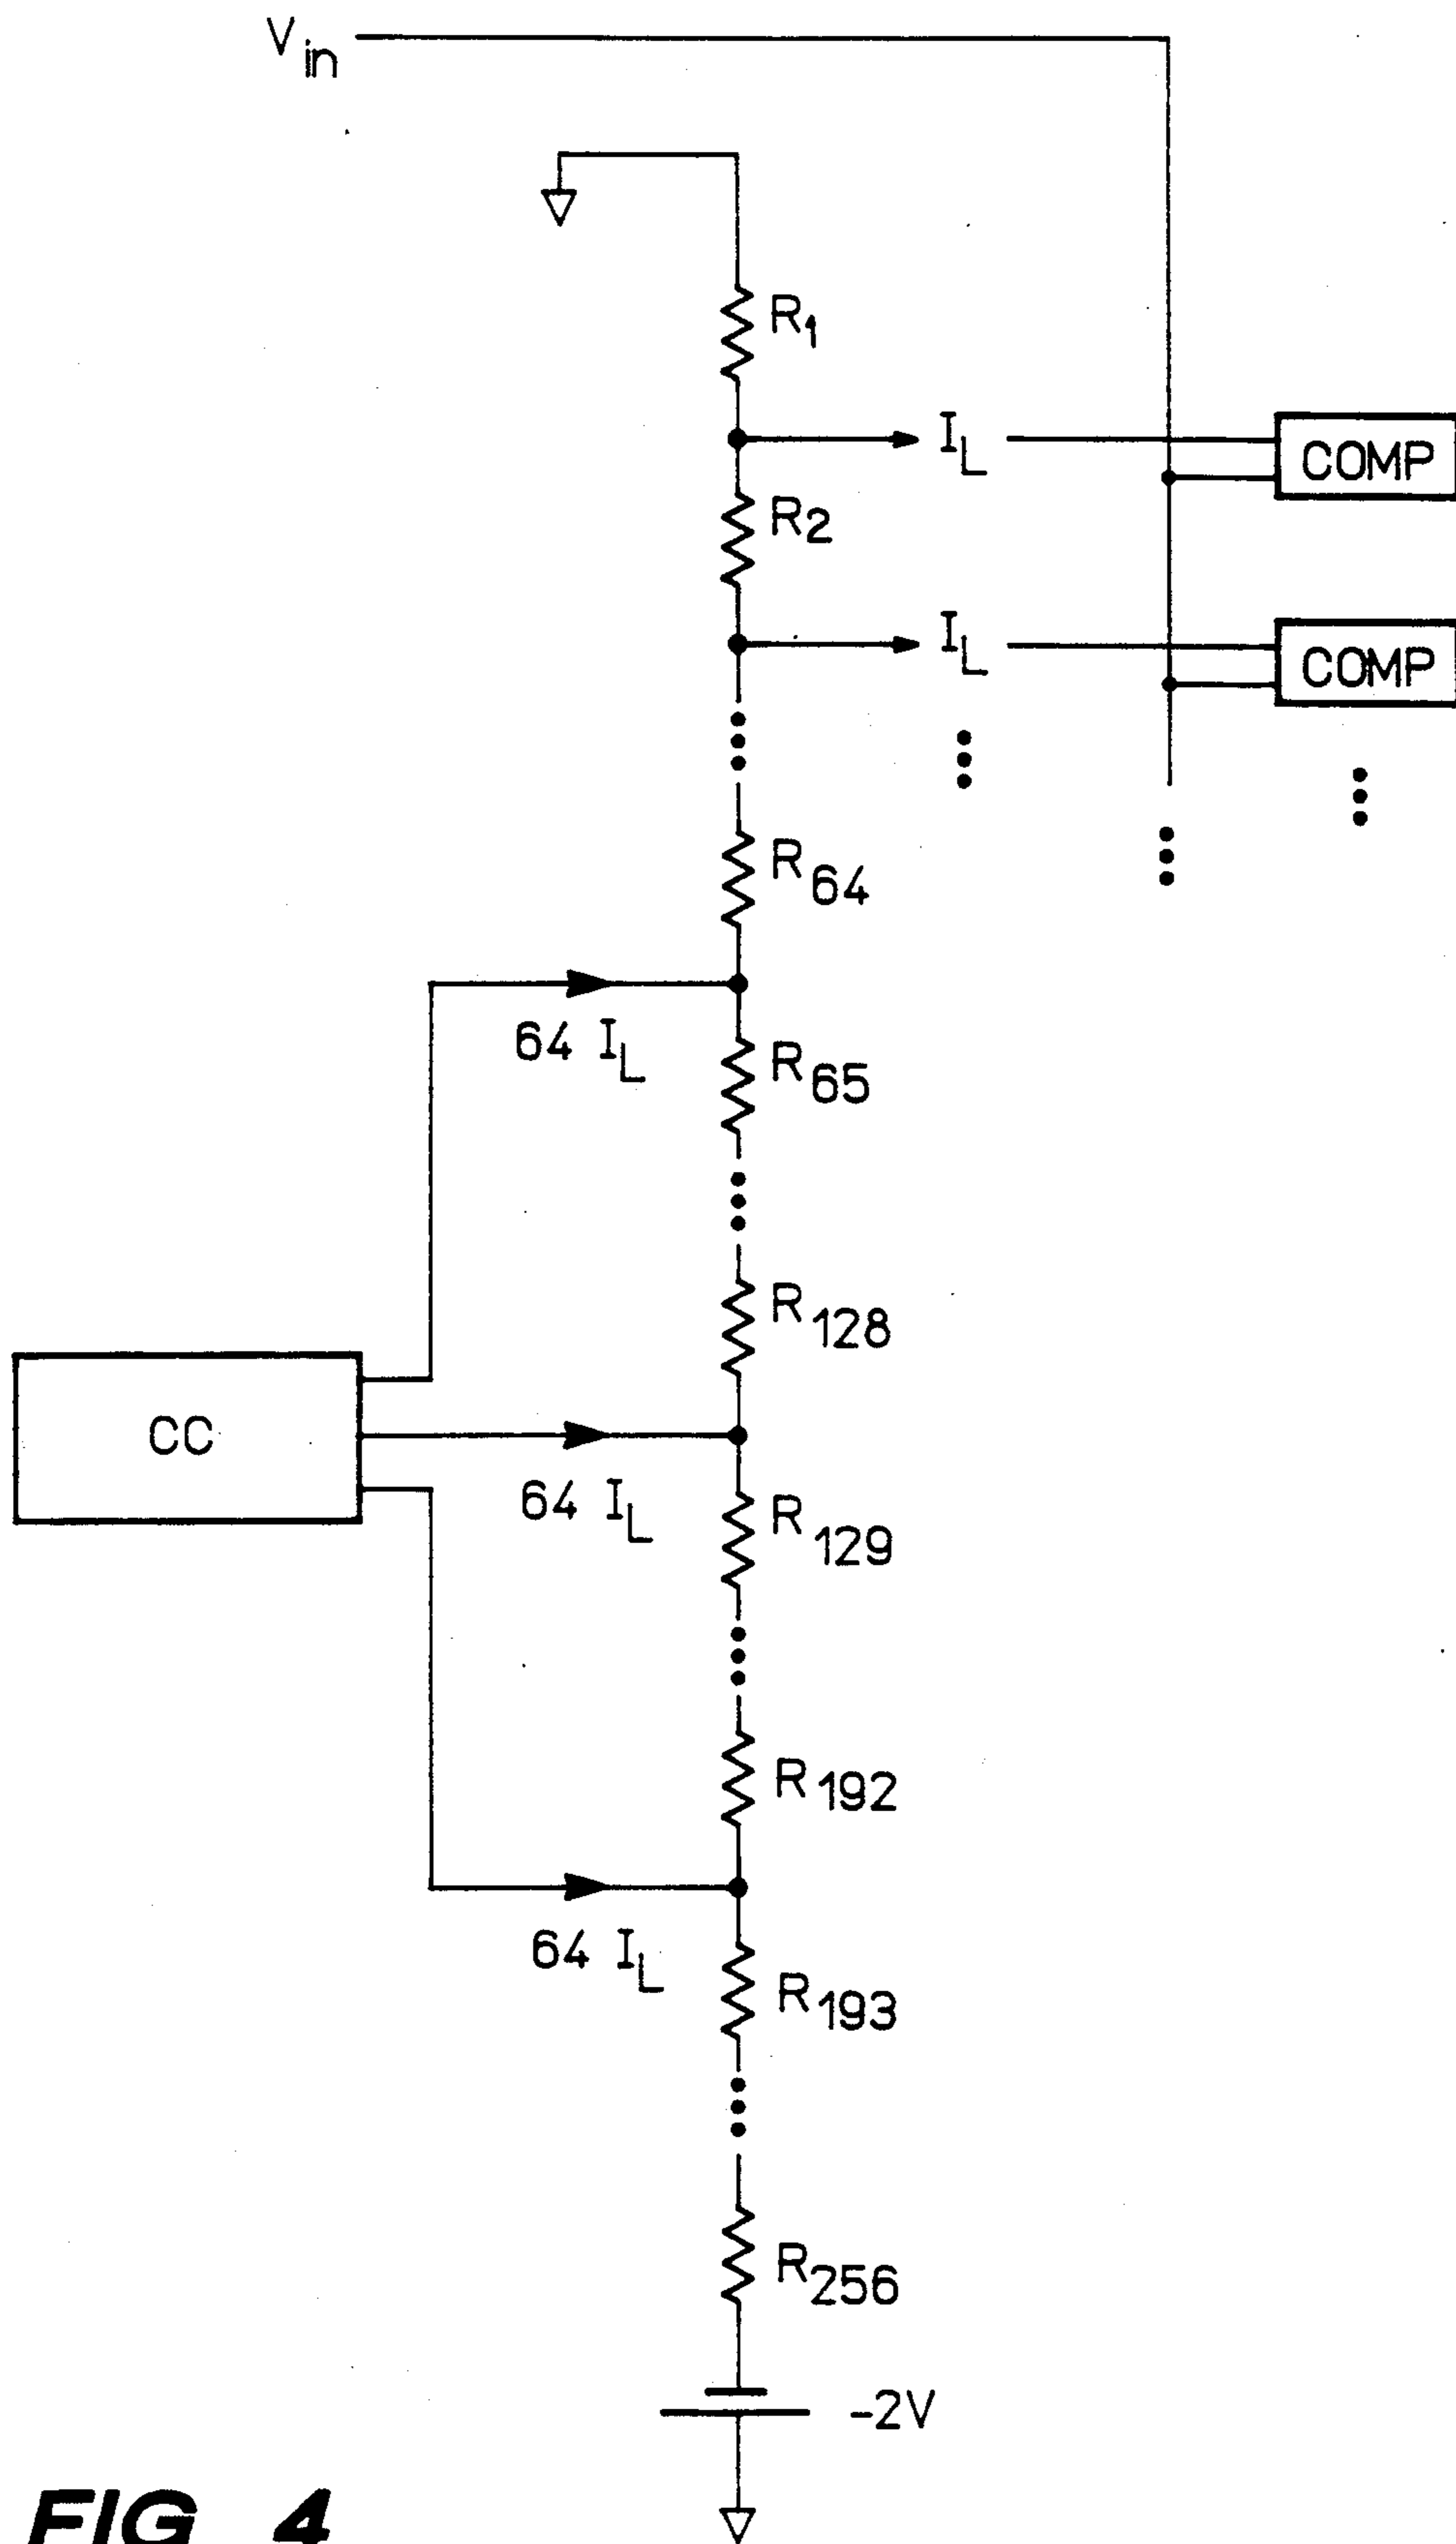 Vin
R1
IL
COMP
R2
IL
COMP
R64
64 IL
R65
R128
CC
64 IL
R129
R192
64 IL
R193
R256
-2V
FIG 4